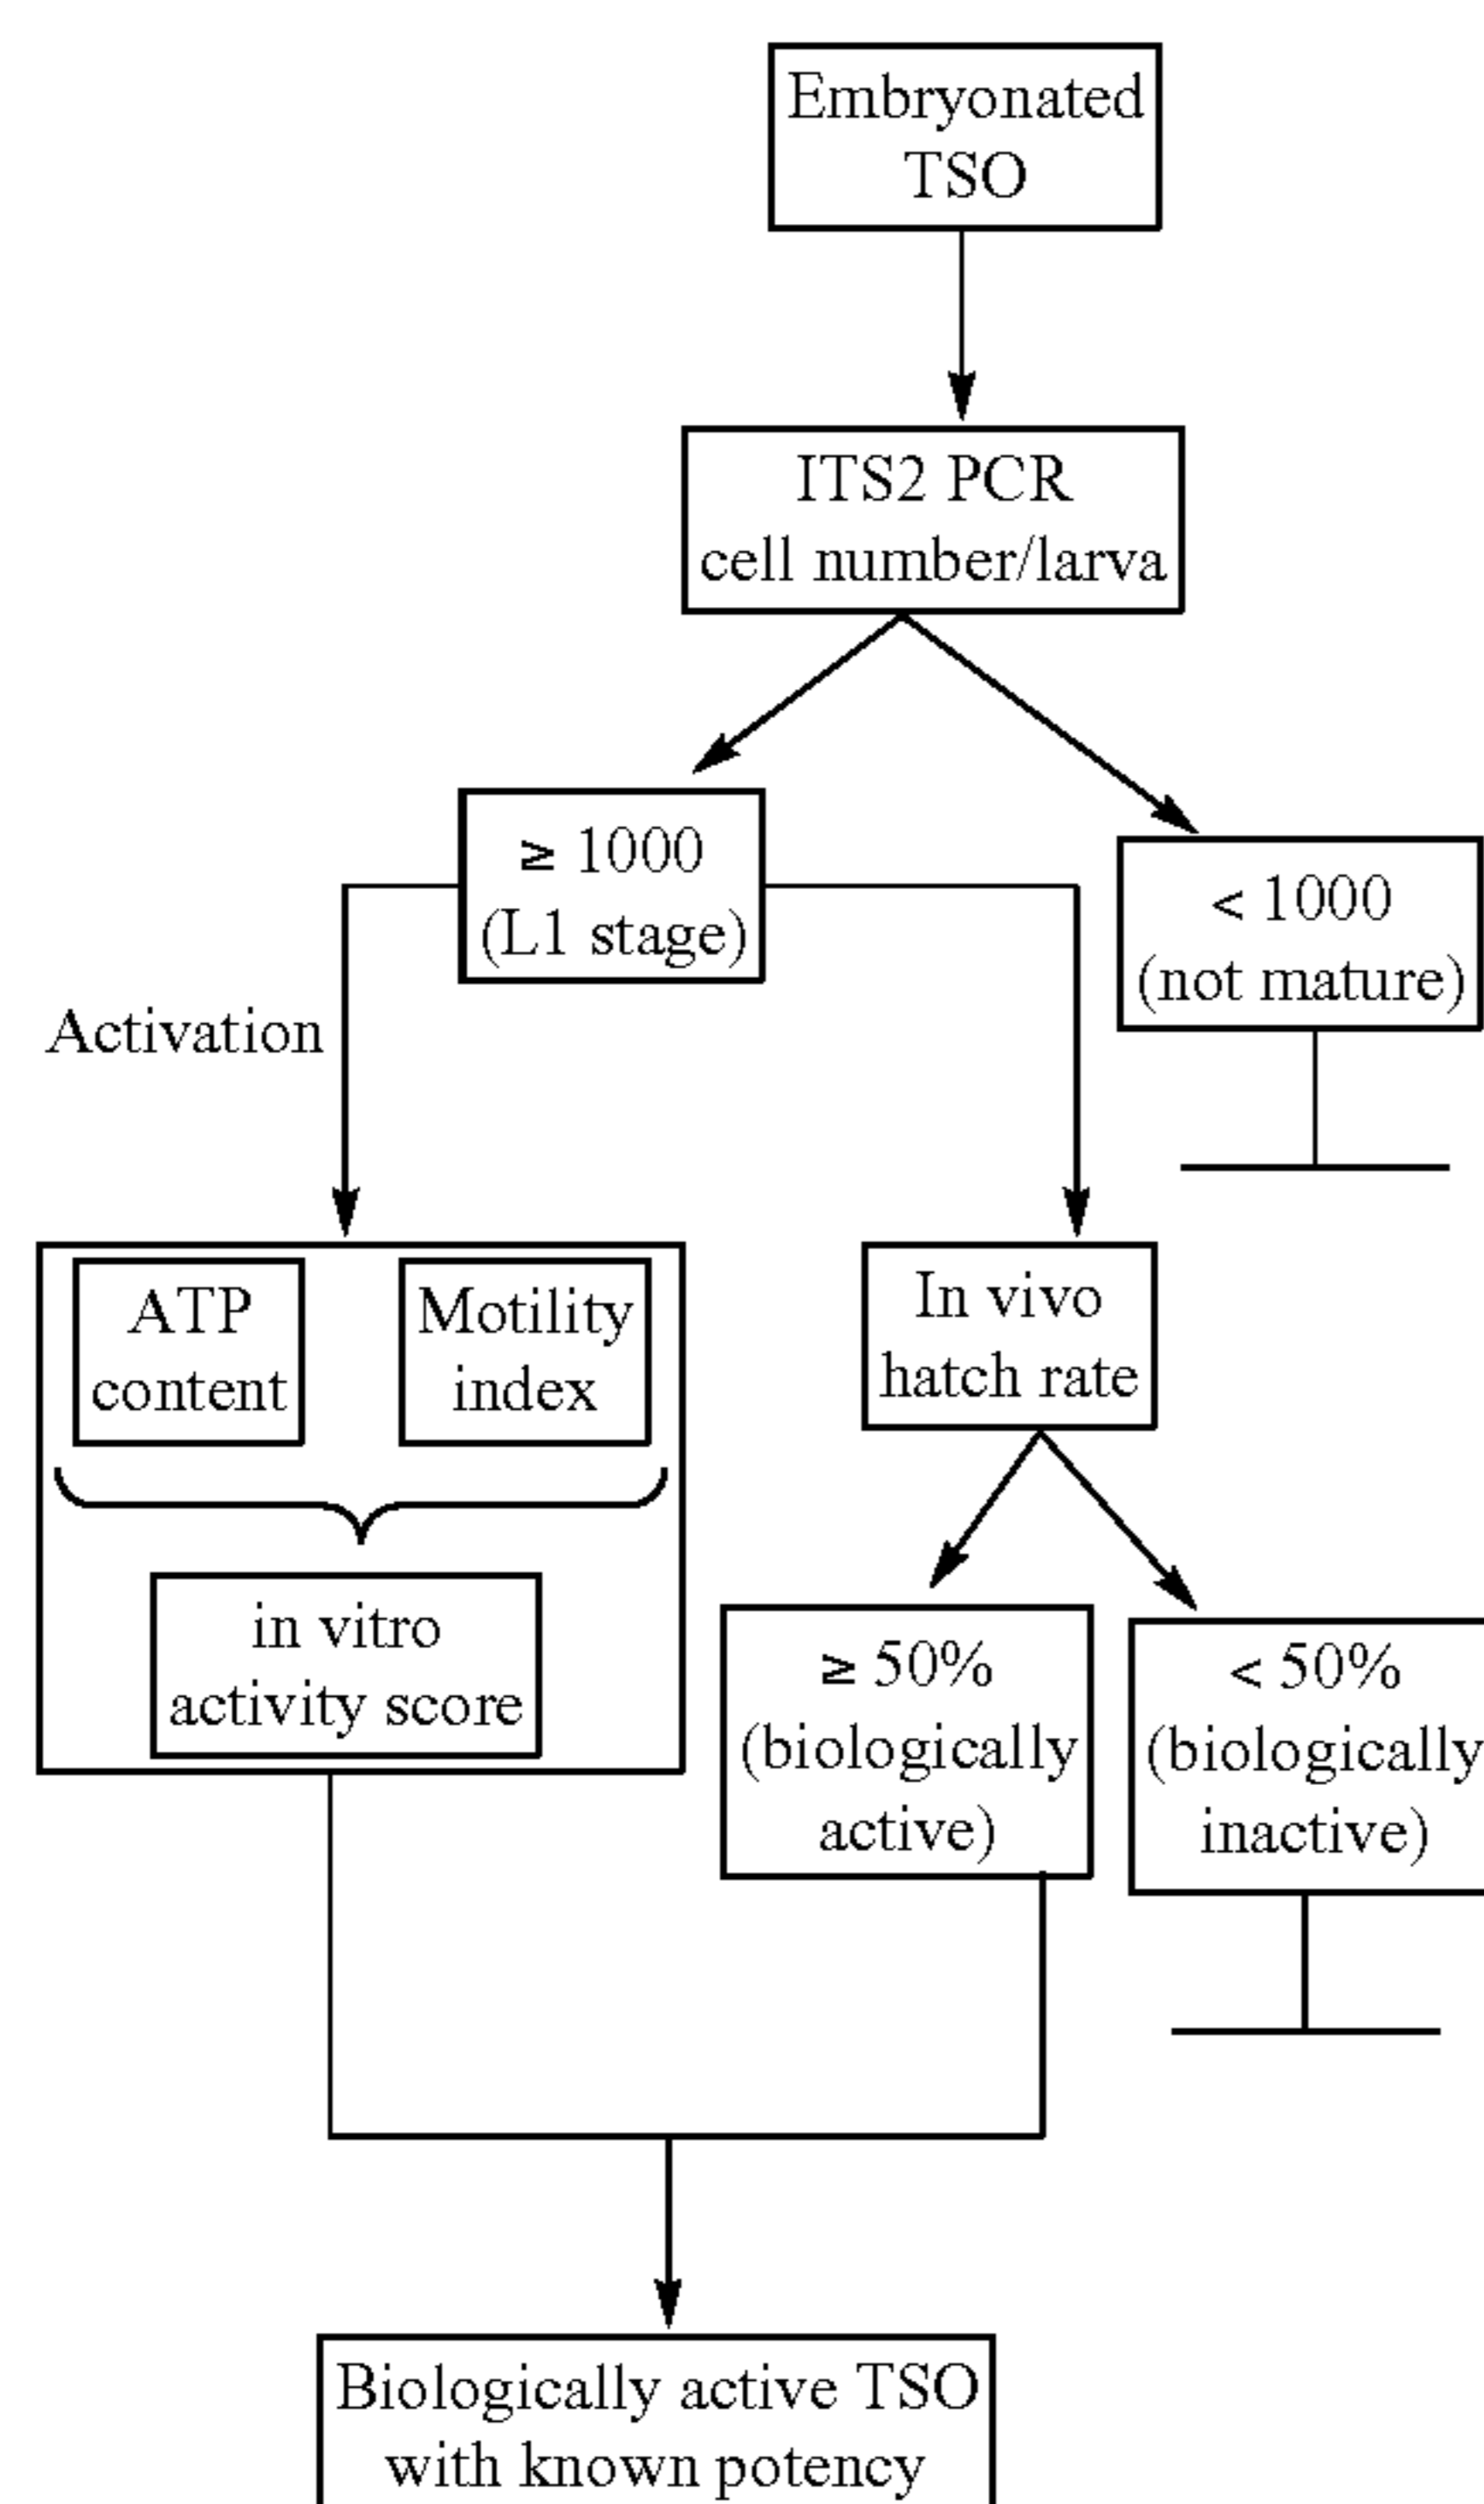 Embryonated
TSO
ITS2 PCR
cell number/larva
≥ 1000
(L1 stage)
< 1000
(not mature)
Activation
ATP
content
Motility
index
In vivo
hatch rate
in vitro
activity score
≥ 50%
(biologically
active)
< 50%
(biologically
inactive)
Biologically active TSO
with known potency